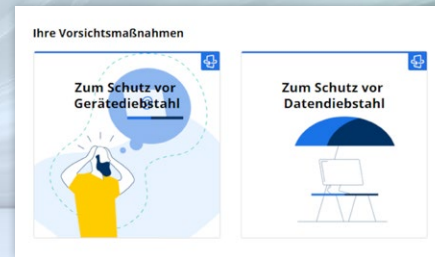 Ihre Vorsichtsmaßnahmen
Zum Schutz vor
Gerätediebstahl
Zum Schutz vor
Datendiebstahl